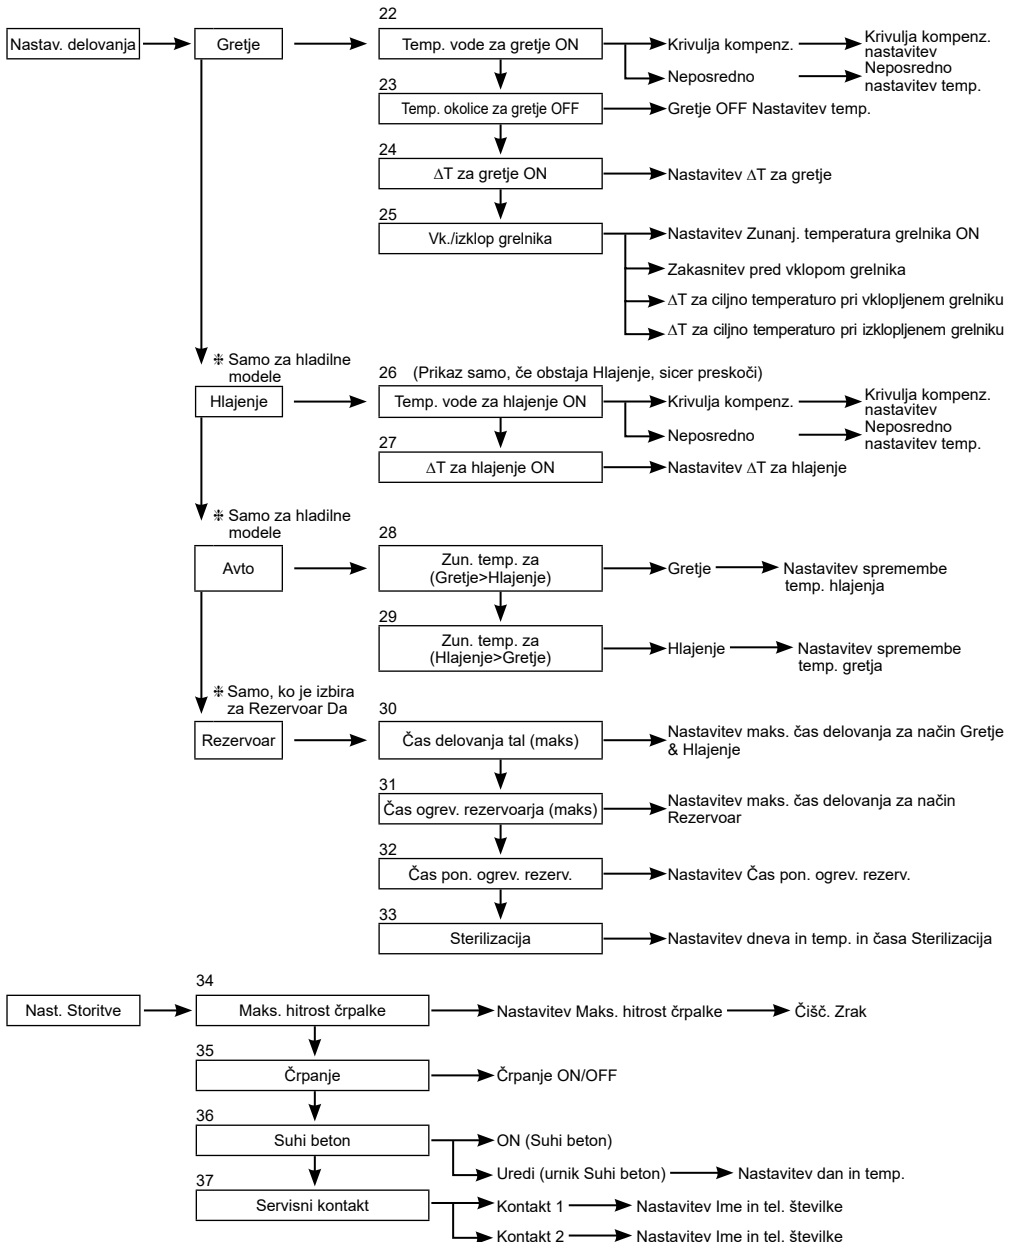 22
Nastav. delovanja
Gretje
Temp. vode za gretje ON
Krivulja kompenz.
Krivulja kompenz.
nastavitev
Neposredno
Neposredno
nastavitev temp.
23
Temp. okolice za gretje OFF
Gretje OFF Nastavitev temp.
24
∆T za gretje ON
Nastavitev ∆T za gretje
25
Vk./izklop grelnika
Nastavitev Zunanj. temperatura grelnika ON
Zakasnitev pred vklopom grelnika
∆T za ciljno temperaturo pri vklopljenem grelniku
∆T za ciljno temperaturo pri izklopljenem grelniku
⁜ Samo za hladilne
modele
26 (Prikaz samo, če obstaja Hlajenje, sicer preskoči)
Hlajenje
Temp. vode za hlajenje ON
Krivulja kompenz.
Krivulja kompenz.
nastavitev
Neposredno
Neposredno
nastavitev temp.
27
∆T za hlajenje ON
Nastavitev ∆T za hlajenje
⁜ Samo za hladilne
modele
28
Avto
Zun. temp. za
(Gretje>Hlajenje)
Gretje
Nastavitev spremembe
temp. hlajenja
29
Zun. temp. za
(Hlajenje>Gretje)
Hlajenje
Nastavitev spremembe
temp. gretja
⁜ Samo, ko je izbira
za Rezervoar Da
30
Rezervoar
Čas delovanja tal (maks)
Nastavitev maks. čas delovanja za način Gretje
& Hlajenje
31
Čas ogrev. rezervoarja (maks)
Nastavitev maks. čas delovanja za način
Rezervoar
32
Čas pon. ogrev. rezerv.
Nastavitev Čas pon. ogrev. rezerv.
33
Sterilizacija
Nastavitev dneva in temp. in časa Sterilizacija
34
Nast. Storitve
Maks. hitrost črpalke
Nastavitev Maks. hitrost črpalke
Čišč. Zrak
35
Črpanje
Črpanje ON/OFF
36
Suhi beton
ON (Suhi beton)
Uredi (urnik Suhi beton)
Nastavitev dan in temp.
37
Servisni kontakt
Kontakt 1
Nastavitev Ime in tel. številke
Kontakt 2
Nastavitev Ime in tel. številke